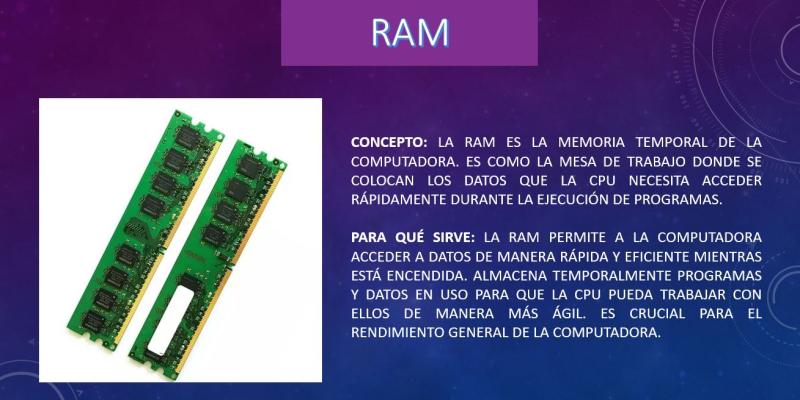 RAM
CONCEPTO: LA RAM ES LA MEMORIA TEMPORAL DE LA
COMPUTADORA. ES COMO LA MESA DE TRABAJO DONDE SE
COLOCAN LOS DATOS QUE LA CPU NECESITA ACCEDER
RÁPIDAMENTE DURANTE LA EJECUCIÓN DE PROGRAMAS.
PARA QUÉ SIRVE: LA RAM PERMITE A LA COMPUTADORA
ACCEDER A DATOS DE MANERA RÁPIDA Y EFICIENTE MIENTRAS
ESTÁ ENCENDIDA. ALMACENA TEMPORALMENTE PROGRAMAS
Y DATOS EN USO PARA QUE LA CPU PUEDA TRABAJAR CON
ELLOS DE MANERA MÁS ÁGIL. ES CRUCIAL PARA EL
RENDIMIENTO GENERAL DE LA COMPUTADORA.